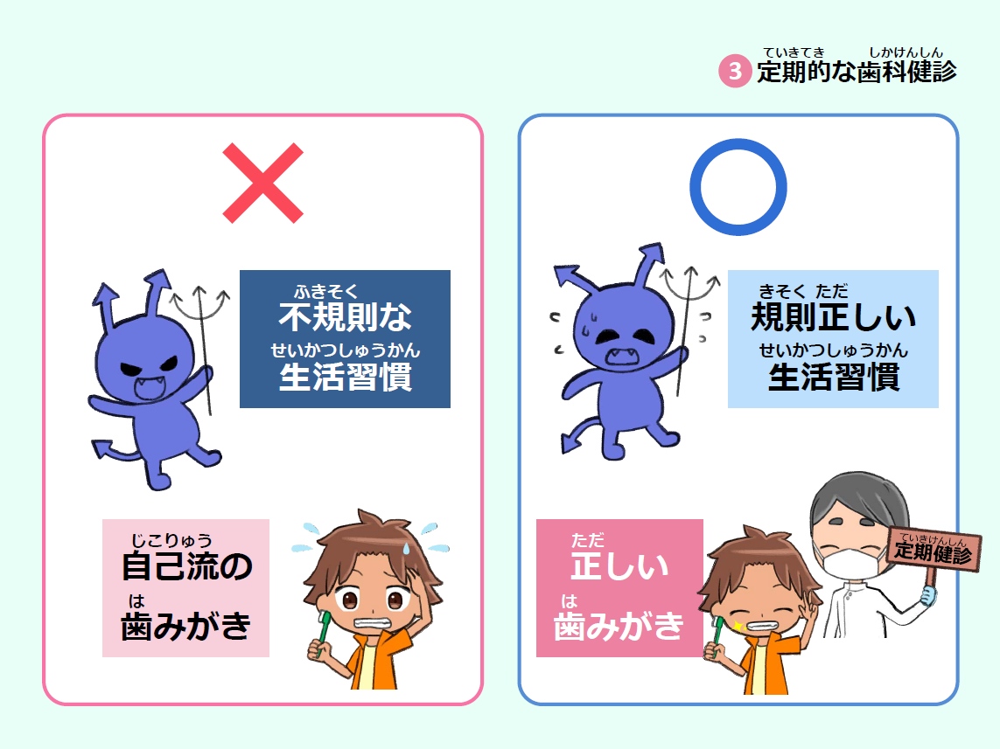 ていきてき しかけんしん
3 定期的な歯科健診
ふきそく
不規則な
せいかつしゅうかん
生活習慣
じこりゅう
自己流の
は
歯みがき
きそく ただ
規則正しい
せいかつしゅうかん
生活習慣
ただ
正しい
は
歯みがき
ていきけんしん
定期健診